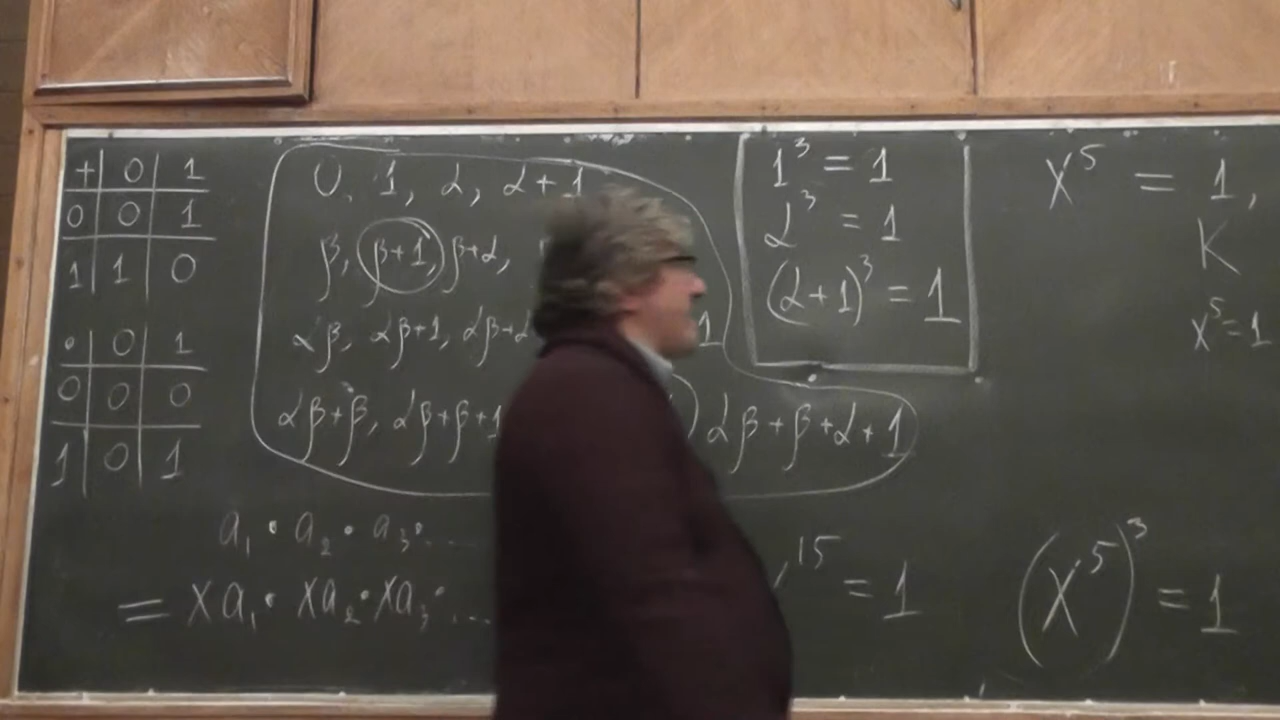 + 0 1
0 0 1
1 1 0
· 0 1
0 0 0
1 0 1
0, 1, α, α+1
β, β+1, β+α,
αβ, αβ+1, αβ+α 1
αβ+β, αβ+β+1 ) αβ+β+α+1
a₁ · a₂ · a₃ · ...
= xa₁ · xa₂ · xa₃ · ...
1³ = 1
α³ = 1
(α+1)³ = 1
¹⁵ = 1
x⁵ = 1,
K
x⁵=1
(x⁵)³ = 1